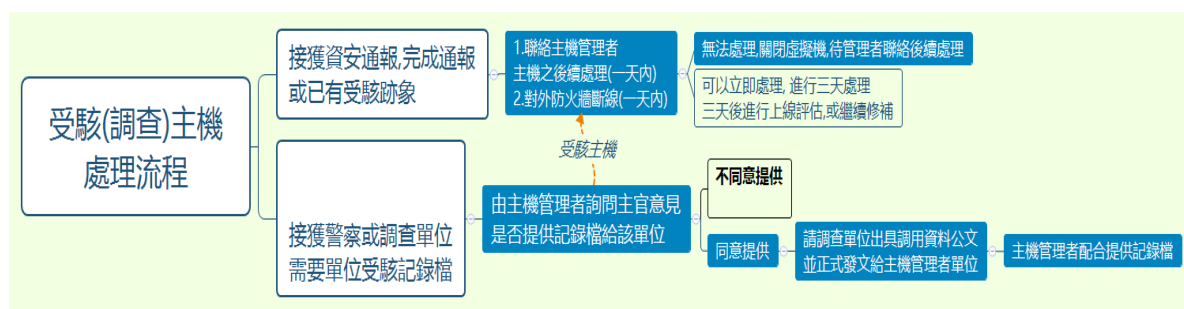 受駭(調查)主機
處理流程
接獲資安通報,完成通報
或已有受駭跡象
1.聯絡主機管理者
主機之後續處理(一天內)
2.對外防火牆斷線(一天內)
無法處理,關閉虛擬機,待管理者聯絡後續處理
可以立即處理, 進行三天處理
三天後進行上線評估,或繼續修補
受駭主機
接獲警察或調查單位
需要單位受駭記錄檔
由主機管理者詢問主官意見
是否提供記錄檔給該單位
不同意提供
同意提供
請調查單位出具調用資料公文
並正式發文給主機管理者單位
主機管理者配合提供記錄檔